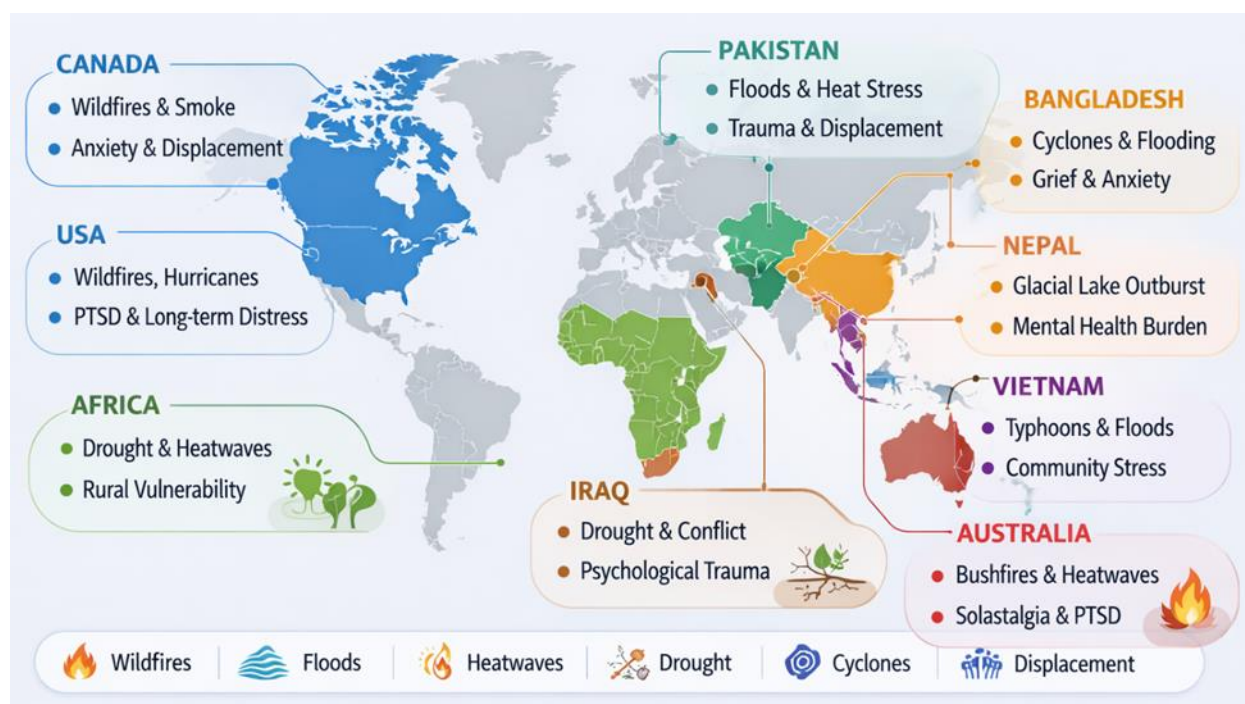 CANADA
Wildfires & Smoke
Anxiety & Displacement
USA
Wildfires, Hurricanes
PTSD & Long-term Distress
AFRICA
Drought & Heatwaves
Rural Vulnerability
PAKISTAN
Floods & Heat Stress
Trauma & Displacement
BANGLADESH
Cyclones & Flooding
Grief & Anxiety
NEPAL
Glacial Lake Outburst
Mental Health Burden
VIETNAM
Typhoons & Floods
Community Stress
IRAQ
Drought & Conflict
Psychological Trauma
AUSTRALIA
Bushfires & Heatwaves
Solastalgia & PTSD
Wildfires Floods Heatwaves Drought Cyclones Displacement